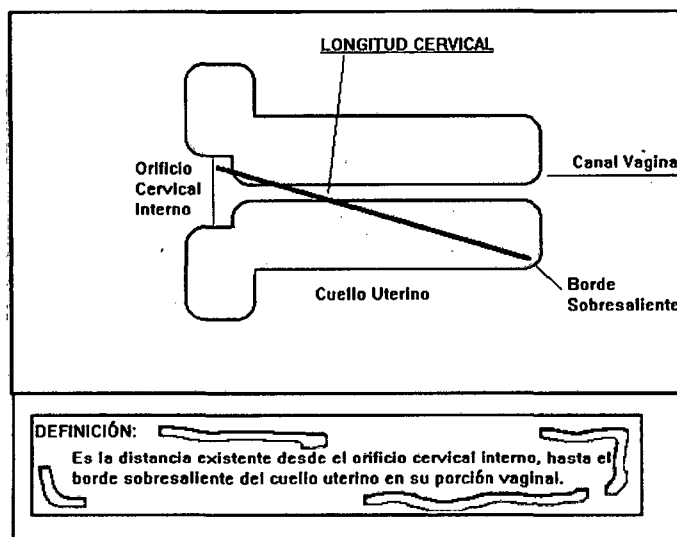 LONGITUD CERVICAL
Orificio
Cervical
Interno
Canal Vagina
Cuello Uterino
Borde
Sobresaliente
DEFINICIÓN:
Es la distancia existente desde el orificio cervical interno, hasta el
borde sobresaliente del cuello uterino en su porción vaginal.